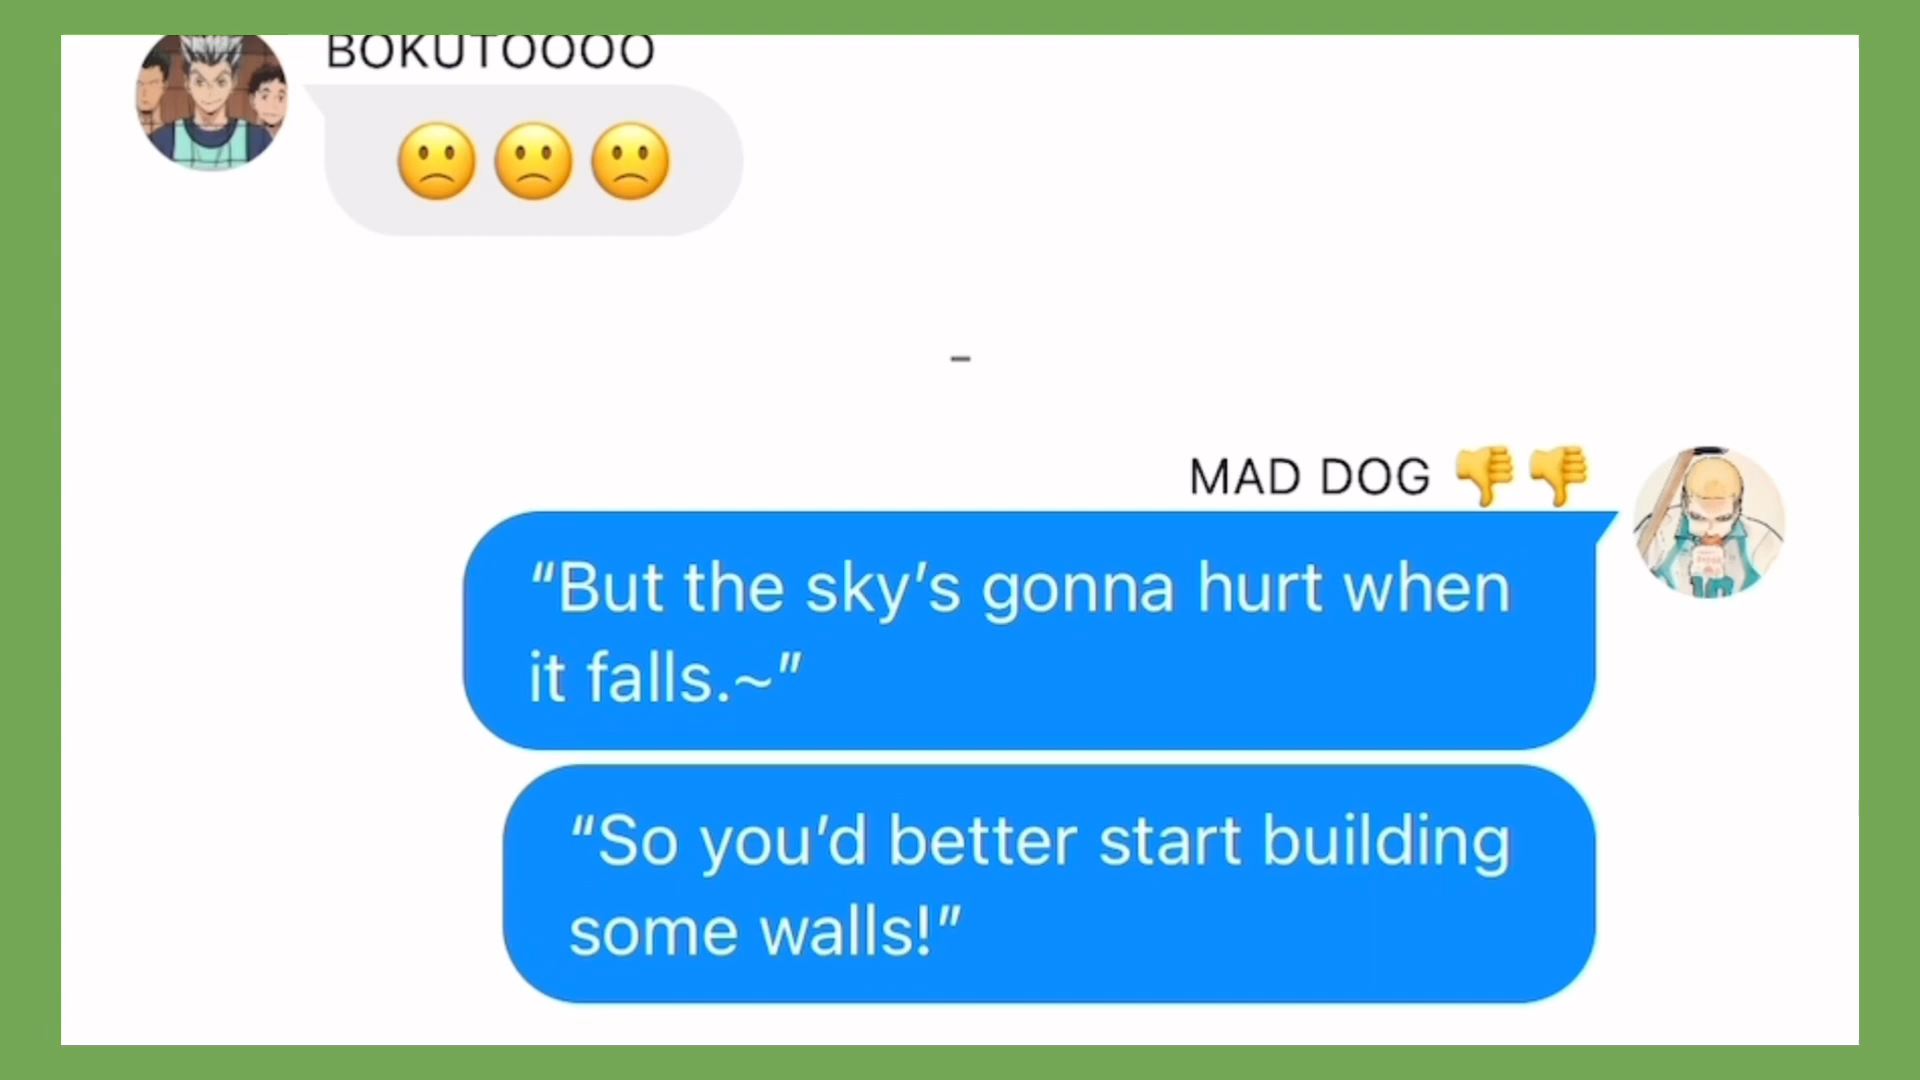 BOKUTOOOO
🙁🙁🙁
–
MAD DOG 👎👎
“But the sky’s gonna hurt when
it falls.~”
“So you’d better start building
some walls!”